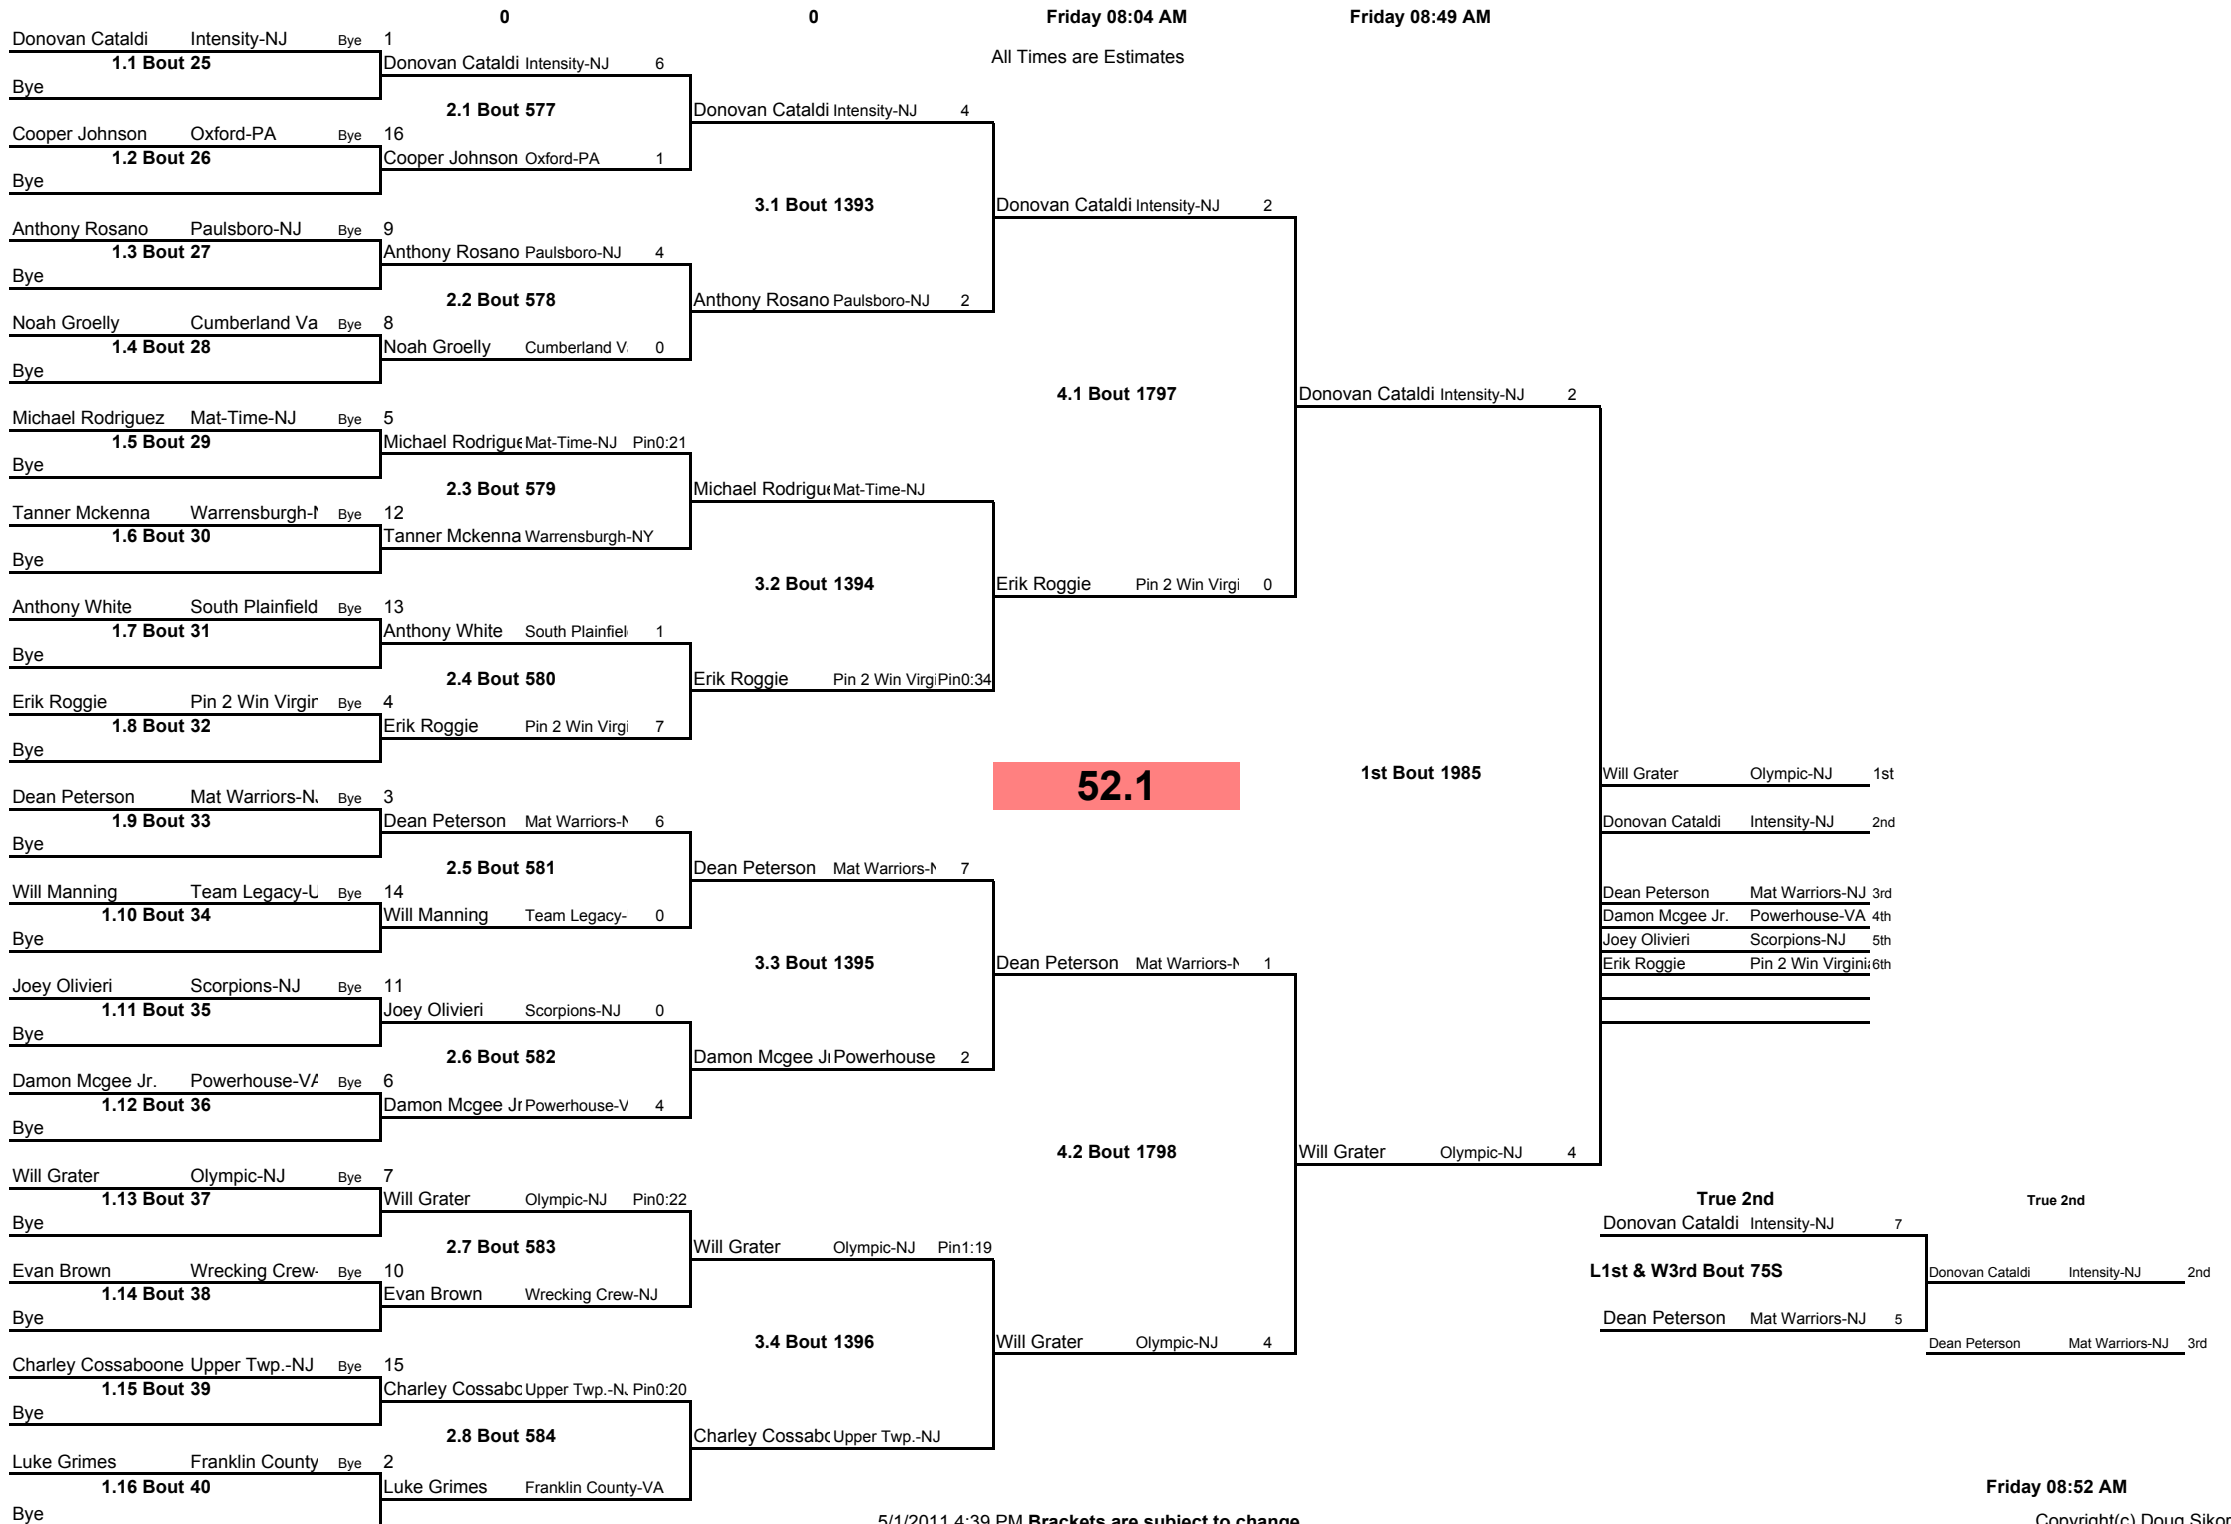 0 0 Friday 08:04 AM Friday 08:49 AM
All Times are Estimates
Donovan Cataldi Intensity-NJ Bye 1
1.1 Bout 25
Bye
Cooper Johnson Oxford-PA Bye 16
1.2 Bout 26
Bye
Anthony Rosano Paulsboro-NJ Bye 9
1.3 Bout 27
Bye
Noah Groelly Cumberland Va Bye 8
1.4 Bout 28
Bye
Michael Rodriguez Mat-Time-NJ Bye 5
1.5 Bout 29
Bye
Tanner Mckenna Warrensburgh-N Bye 12
1.6 Bout 30
Bye
Anthony White South Plainfield Bye 13
1.7 Bout 31
Bye
Erik Roggie Pin 2 Win Virgin Bye 4
1.8 Bout 32
Bye
Dean Peterson Mat Warriors-N Bye 3
1.9 Bout 33
Bye
Will Manning Team Legacy-U Bye 14
1.10 Bout 34
Bye
Joey Olivieri Scorpions-NJ Bye 11
1.11 Bout 35
Bye
Damon Mcgee Jr. Powerhouse-VA Bye 6
1.12 Bout 36
Bye
Will Grater Olympic-NJ Bye 7
1.13 Bout 37
Bye
Evan Brown Wrecking Crew- Bye 10
1.14 Bout 38
Bye
Charley Cossaboone Upper Twp.-NJ Bye 15
1.15 Bout 39
Bye
Luke Grimes Franklin County Bye 2
1.16 Bout 40
Bye
Donovan Cataldi Intensity-NJ 6
2.1 Bout 577
Cooper Johnson Oxford-PA 1
Anthony Rosano Paulsboro-NJ 4
2.2 Bout 578
Noah Groelly Cumberland V 0
Michael Rodrigue Mat-Time-NJ Pin0:21
2.3 Bout 579
Tanner Mckenna Warrensburgh-NY
Anthony White South Plainfiel 1
2.4 Bout 580
Erik Roggie Pin 2 Win Virgi 7
Dean Peterson Mat Warriors-N 6
2.5 Bout 581
Will Manning Team Legacy- 0
Joey Olivieri Scorpions-NJ 0
2.6 Bout 582
Damon Mcgee Jr Powerhouse-V 4
Will Grater Olympic-NJ Pin0:22
2.7 Bout 583
Evan Brown Wrecking Crew-NJ
Charley Cossabo Upper Twp.-N Pin0:20
2.8 Bout 584
Luke Grimes Franklin County-VA
Donovan Cataldi Intensity-NJ 4
3.1 Bout 1393
Anthony Rosano Paulsboro-NJ 2
Michael Rodrigu Mat-Time-NJ
3.2 Bout 1394
Erik Roggie Pin 2 Win Virgi Pin0:34
Dean Peterson Mat Warriors-N 7
3.3 Bout 1395
Damon Mcgee J Powerhouse 2
Will Grater Olympic-NJ Pin1:19
3.4 Bout 1396
Charley Cossabo Upper Twp.-NJ
Donovan Cataldi Intensity-NJ 2
4.1 Bout 1797
Erik Roggie Pin 2 Win Virgi 0
52.1
Dean Peterson Mat Warriors-N 1
4.2 Bout 1798
Will Grater Olympic-NJ 4
Donovan Cataldi Intensity-NJ 2
1st Bout 1985
Will Grater Olympic-NJ 4
Will Grater Olympic-NJ 1st
Donovan Cataldi Intensity-NJ 2nd
Dean Peterson Mat Warriors-NJ 3rd
Damon Mcgee Jr. Powerhouse-VA 4th
Joey Olivieri Scorpions-NJ 5th
Erik Roggie Pin 2 Win Virginia 6th
True 2nd True 2nd
Donovan Cataldi Intensity-NJ 7
L1st & W3rd Bout 75S
Dean Peterson Mat Warriors-NJ 5
Donovan Cataldi Intensity-NJ 2nd
Dean Peterson Mat Warriors-NJ 3rd
Friday 08:52 AM
5/1/2011 4:39 PM Brackets are subject to change
Copyright(c) Doug Sikor